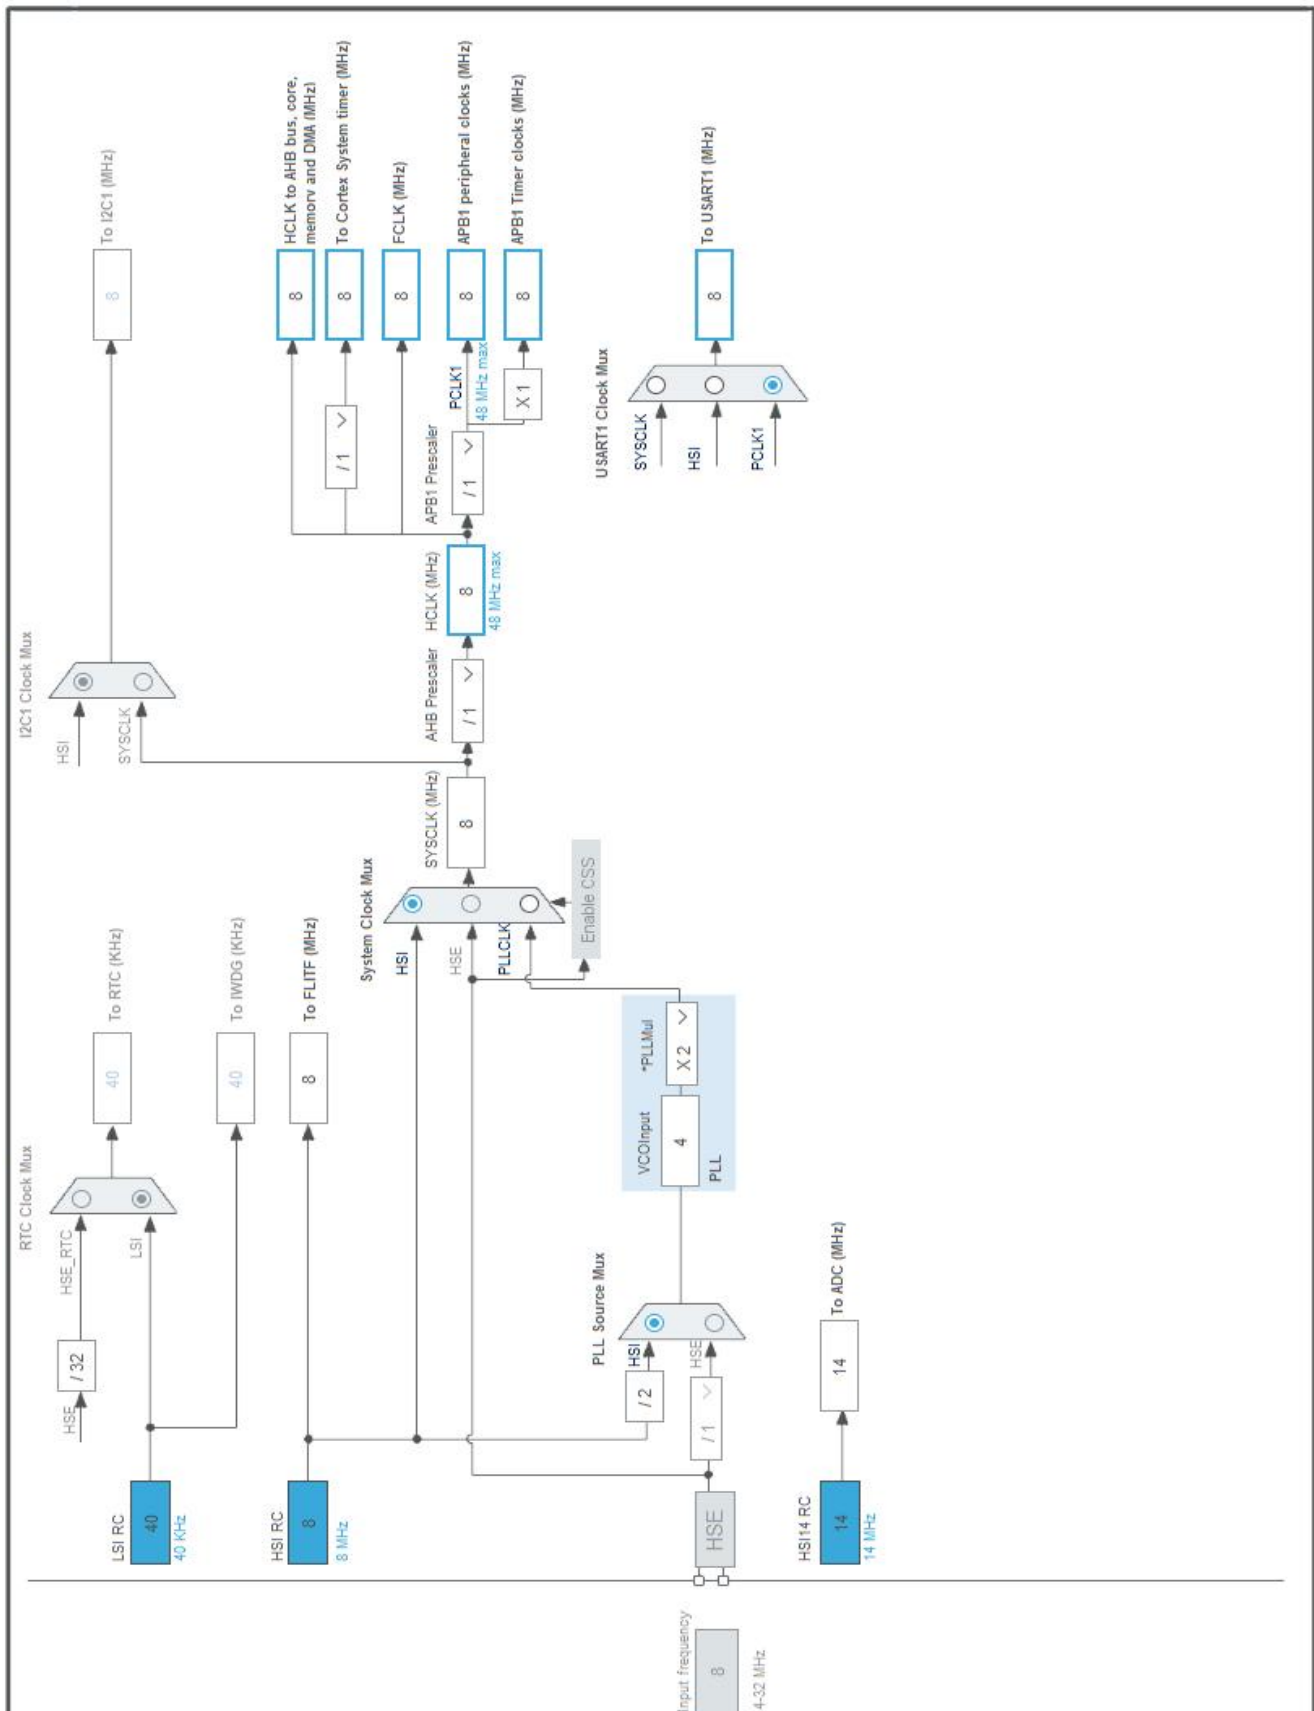 RTC Clock Mux
I2C1 Clock Mux
HSE
/ 32
HSE_RTC
HSI
LSI
SYSCLK
40
To RTC (KHz)
8
To I2C1 (MHz)
LSI RC
40
40 KHz
40
To IWDG (KHz)
HSI RC
8
8 MHz
8
To FLITF (MHz)
System Clock Mux
HSI
HSE
PLLCLK
Enable CSS
SYSCLK (MHz)
8
AHB Prescaler
/ 1
HCLK (MHz)
8
48 MHz max
APB1 Prescaler
/ 1
PCLK1
48 MHz max
X 1
/ 1
8
HCLK to AHB bus, core,
memory and DMA (MHz)
8
To Cortex System timer (MHz)
8
FCLK (MHz)
8
APB1 peripheral clocks (MHz)
8
APB1 Timer clocks (MHz)
PLL Source Mux
/ 2
HSI
/ 1
HSE
VCOInput
4
*PLLMul
X 2
PLL
USART1 Clock Mux
SYSCLK
HSI
PCLK1
8
To USART1 (MHz)
Input frequency
8
4-32 MHz
HSE
HSI14 RC
14
14 MHz
14
To ADC (MHz)